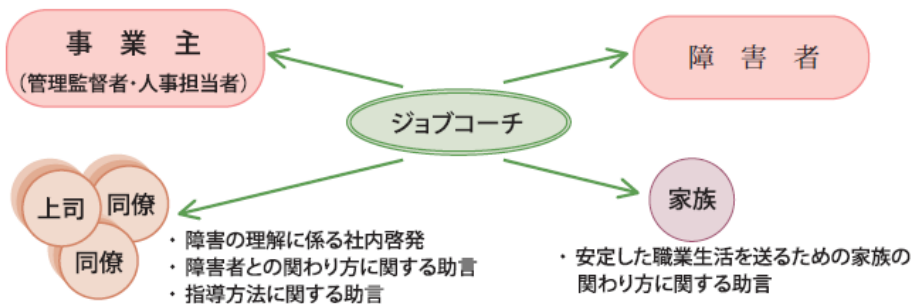 事業主
（管理監督者・人事担当者）
障害者
ジョブコーチ
上司
同僚
同僚
・障害の理解に係る社内啓発
・障害者との関わり方に関する助言
・指導方法に関する助言
家族
・安定した職業生活を送るための家族の
関わり方に関する助言